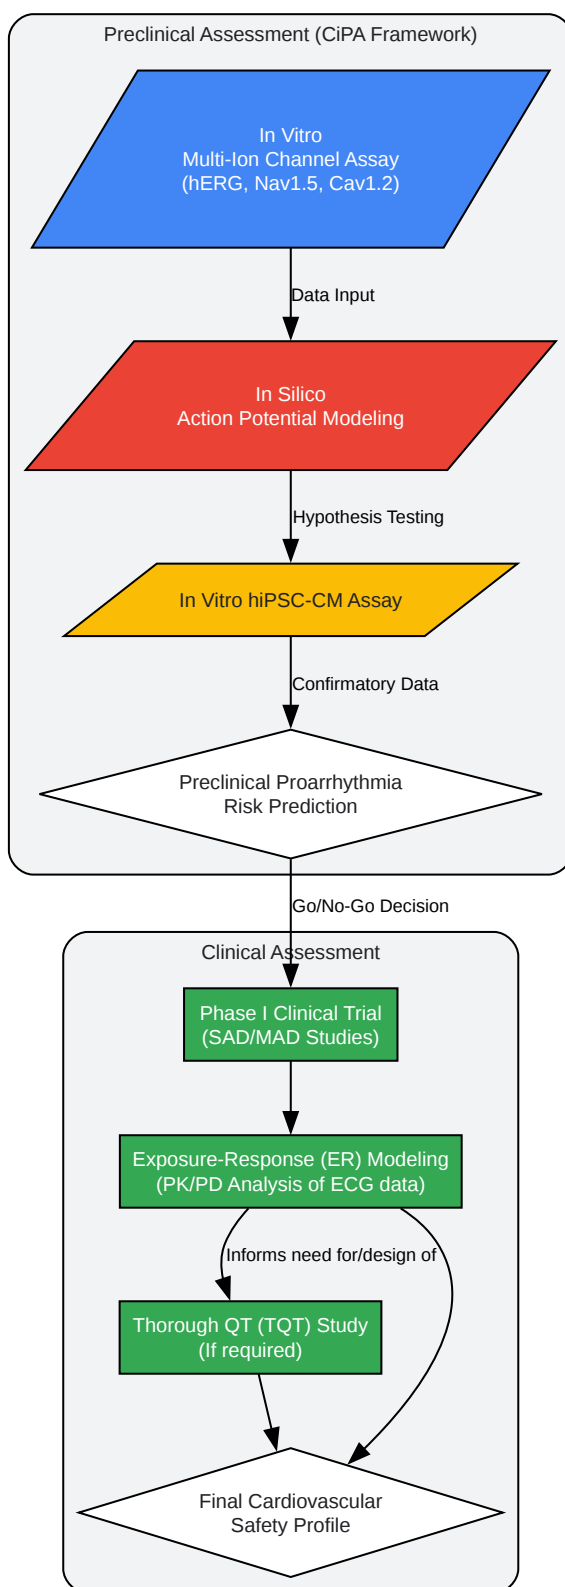 Preclinical Assessment (CiPA Framework)
In Vitro
Multi-Ion Channel Assay
(hERG, Nav1.5, Cav1.2)
Data Input
In Silico
Action Potential Modeling
Hypothesis Testing
In Vitro hiPSC-CM Assay
Confirmatory Data
Preclinical Proarrhythmia
Risk Prediction
Go/No-Go Decision
Clinical Assessment
Phase I Clinical Trial
(SAD/MAD Studies)
Exposure-Response (ER) Modeling
(PK/PD Analysis of ECG data)
Informs need for/design of
Thorough QT (TQT) Study
(If required)
Final Cardiovascular
Safety Profile